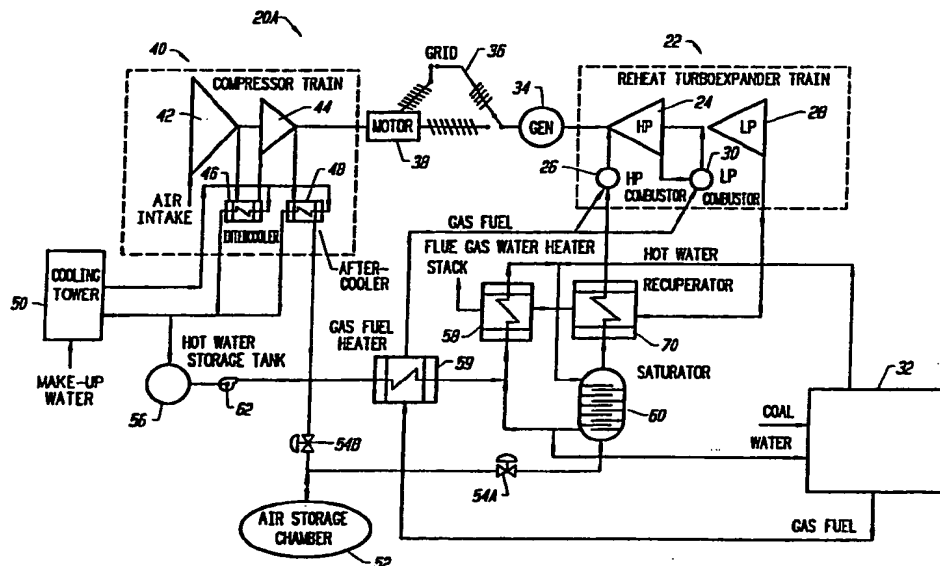 20A
40
COMPRESSOR TRAIN
42
44
46
48
AIR
INTAKE
INTERCOOLER
AFTER-
COOLER
GRID
36
MOTOR
38
34
GEN
22
REHEAT TURBOEXPANDER TRAIN
24
HP
28
LP
26
HP
COMBUSTOR
30
LP
COMBUSTOR
GAS FUEL
FLUE GAS WATER HEATER
STACK
HOT WATER
RECUPERATOR
58
70
COOLING
TOWER
50
MAKE-UP
WATER
HOT WATER
STORAGE TANK
56
62
GAS FUEL
HEATER
59
SATURATOR
60
32
COAL
WATER
54B
54A
AIR STORAGE
CHAMBER
52
GAS FUEL